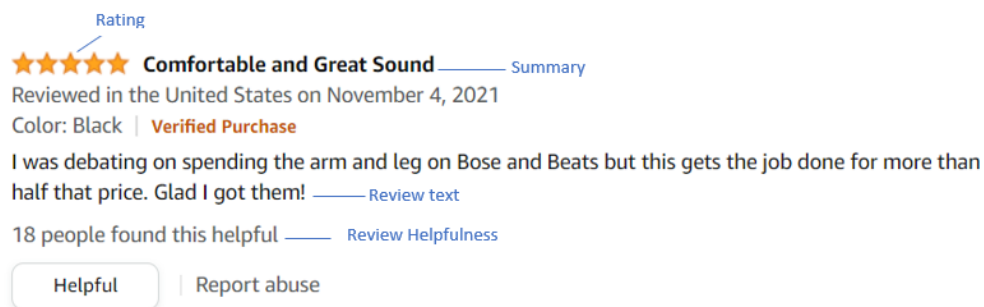 Rating
Comfortable and Great Sound Summary
Reviewed in the United States on November 4, 2021
Color: Black Verified Purchase
I was debating on spending the arm and leg on Bose and Beats but this gets the job done for more than
half that price. Glad I got them! Review text
18 people found this helpful Review Helpfulness
Helpful Report abuse